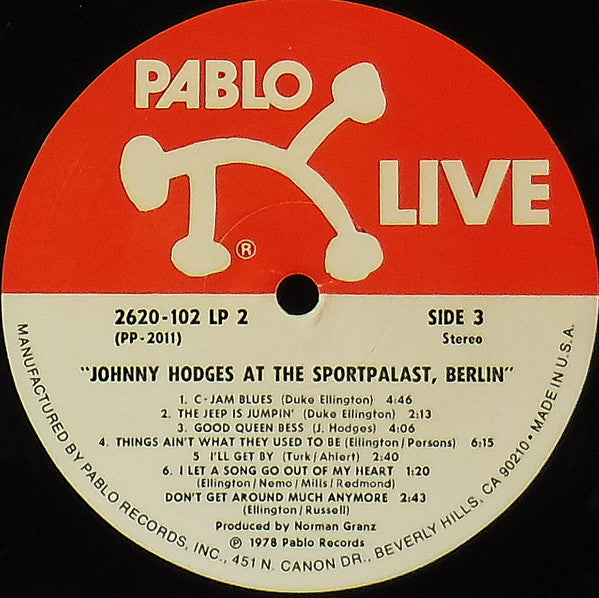 PABLO
LIVE
®
2620-102 LP 2
(PP-2011)
SIDE 3
Stereo
"JOHNNY HODGES AT THE SPORTPALAST, BERLIN"
1. C-JAM BLUES (Duke Ellington) 4:46
2. THE JEEP IS JUMPIN' (Duke Ellington) 2:13
3. GOOD QUEEN BESS (J. Hodges) 4:06
4. THINGS AIN'T WHAT THEY USED TO BE (Ellington/Persons) 6:15
5 I'LL GET BY (Turk/Ahlert) 2:40
6. I LET A SONG GO OUT OF MY HEART 1:20
(Ellington/Nemo/Mills/Redmond)
DON'T GET AROUND MUCH ANYMORE 2:43
(Ellington/Russell)
Produced by Norman Granz
℗ 1978 Pablo Records
MANUFACTURED BY PABLO RECORDS, INC., 451 N. CANON DR., BEVERLY HILLS, CA 90210 • MADE IN U.S.A.